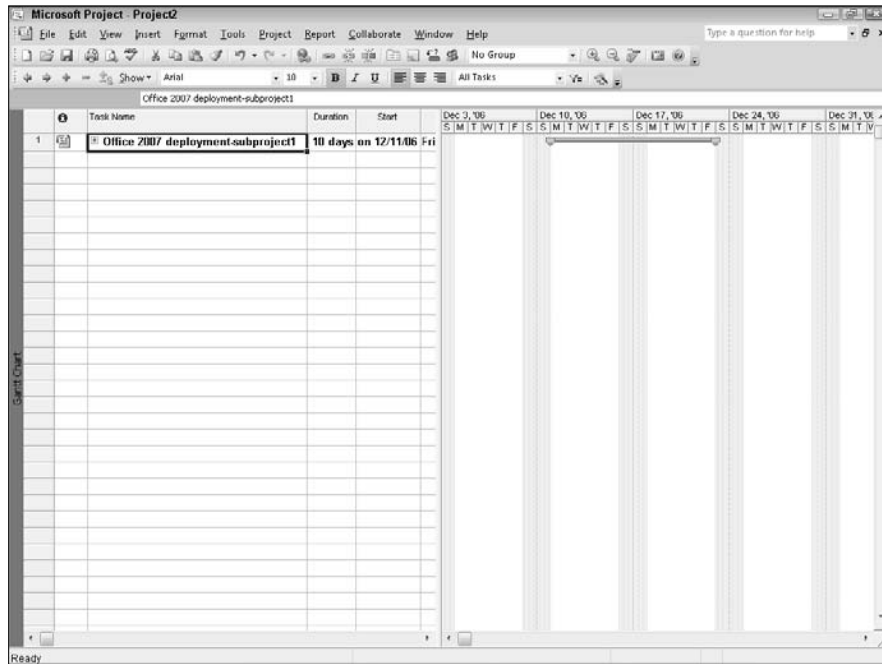 Microsoft Project - Project2
File Edit View Insert Format Tools Project Report Collaborate Window Help
Type a question for help
No Group
Show Arial 10 B I U All Tasks
Office 2007 deployment-subproject1
Task Name Duration Start
Dec 3, '06 Dec 10, '06 Dec 17, '06 Dec 24, '06 Dec 31, '06
S M T W T F S S M T W T F S S M T W T F S S M T W T F S S M T W
1 Office 2007 deployment-subproject1 10 days on 12/11/06 Fri
Gantt Chart
Ready